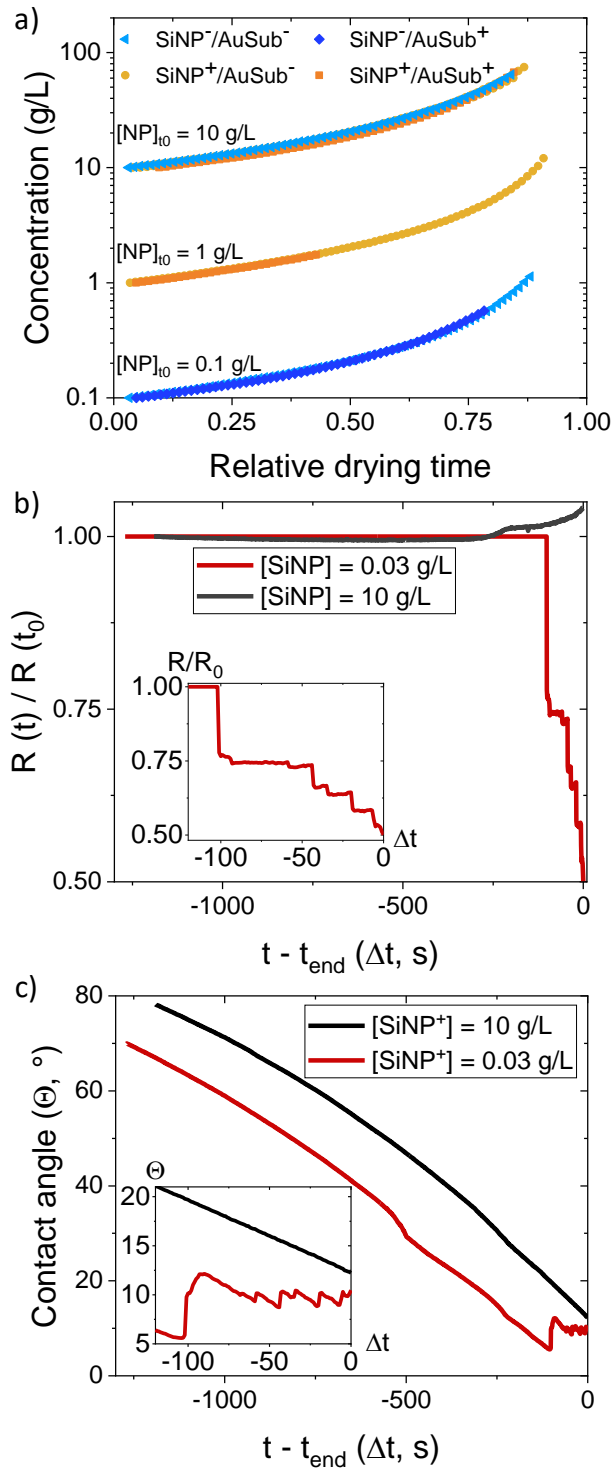 a)
SiNP⁻/AuSub⁻ SiNP⁻/AuSub⁺
SiNP⁺/AuSub⁻ SiNP⁺/AuSub⁺
100
10
1
0.1
Concentration (g/L)
[NP]t0 = 10 g/L
[NP]t0 = 1 g/L
[NP]t0 = 0.1 g/L
0.00 0.25 0.50 0.75 1.00
Relative drying time
b)
1.00
0.75
0.50
R (t) / R (t₀)
[SiNP] = 0.03 g/L
[SiNP] = 10 g/L
R/R₀
1.00
0.75
0.50
-100 -50 0 Δt
-1000 -500 0
t - tend (Δt, s)
c)
80
60
40
20
0
Contact angle (Θ, °)
[SiNP⁺] = 10 g/L
[SiNP⁺] = 0.03 g/L
Θ
20
15
10
5
-100 -50 0 Δt
-1000 -500 0
t - tend (Δt, s)